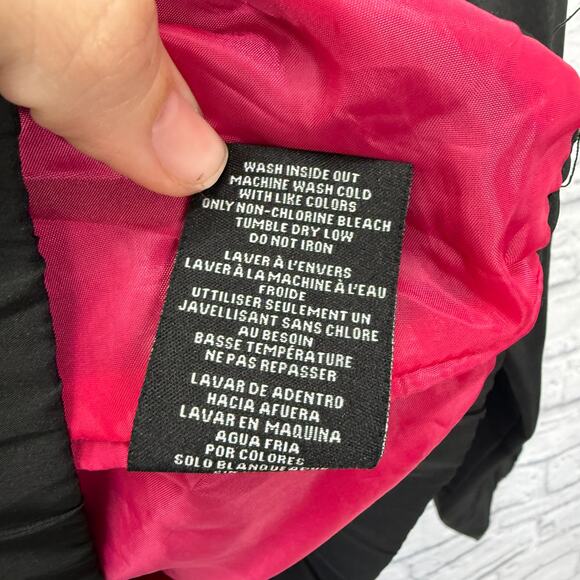 WASH INSIDE OUT
MACHINE WASH COLD
WITH LIKE COLORS
ONLY NON-CHLORINE BLEACH
TUMBLE DRY LOW
DO NOT IRON
LAVER À L'ENVERS
LAVER À LA MACHINE À L'EAU
FROIDE
UTILISER SEULEMENT UN
JAVELLISANT SANS CHLORE
AU BESOIN
BASSE TEMPÉRATURE
NE PAS REPASSER
LAVAR DE ADENTRO
HACIA AFUERA
LAVAR EN MAQUINA
AGUA FRIA
POR COLORES
SOLO